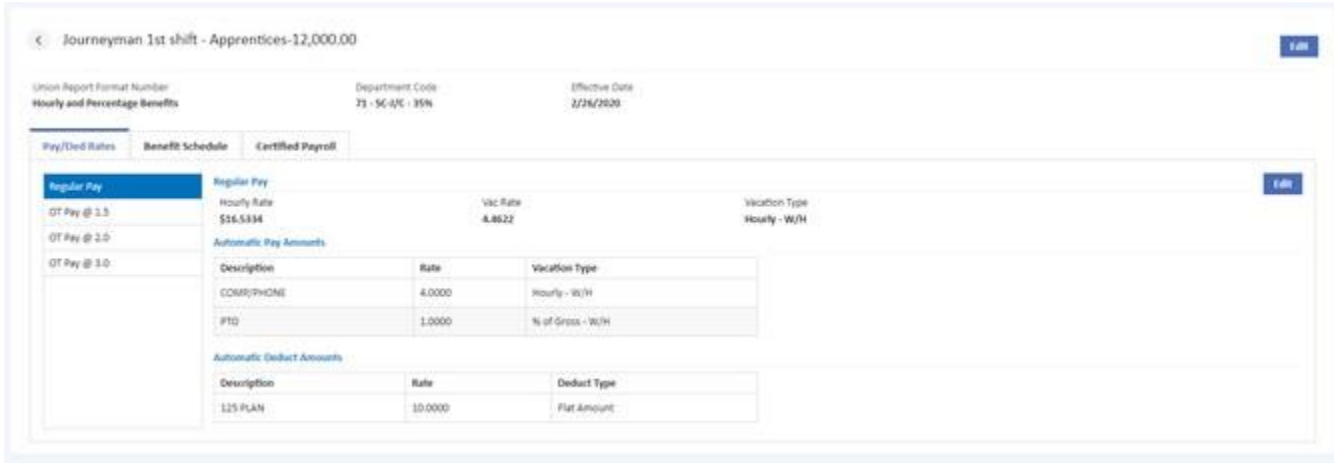 Journeyman 1st shift - Apprentices-12,000.00
Edit
Union Report Format Number Department Code Effective Date
Hourly and Percentage Benefits 71 - SC-J/C - 35% 2/26/2020
Pay/Ded Rates Benefit Schedule Certified Payroll
Regular Pay
OT Pay @ 1.5
OT Pay @ 2.0
OT Pay @ 3.0
Regular Pay
Edit
Hourly Rate Vac Rate Vacation Type
$16.5334 4.4622 Hourly - W/H
Automatic Pay Amounts
Description Rate Vacation Type
COMP/PHONE 4.0000 Hourly - W/H
PTO 1.0000 % of Gross - W/H
Automatic Deduct Amounts
Description Rate Deduct Type
125 PLAN 10.0000 Flat Amount